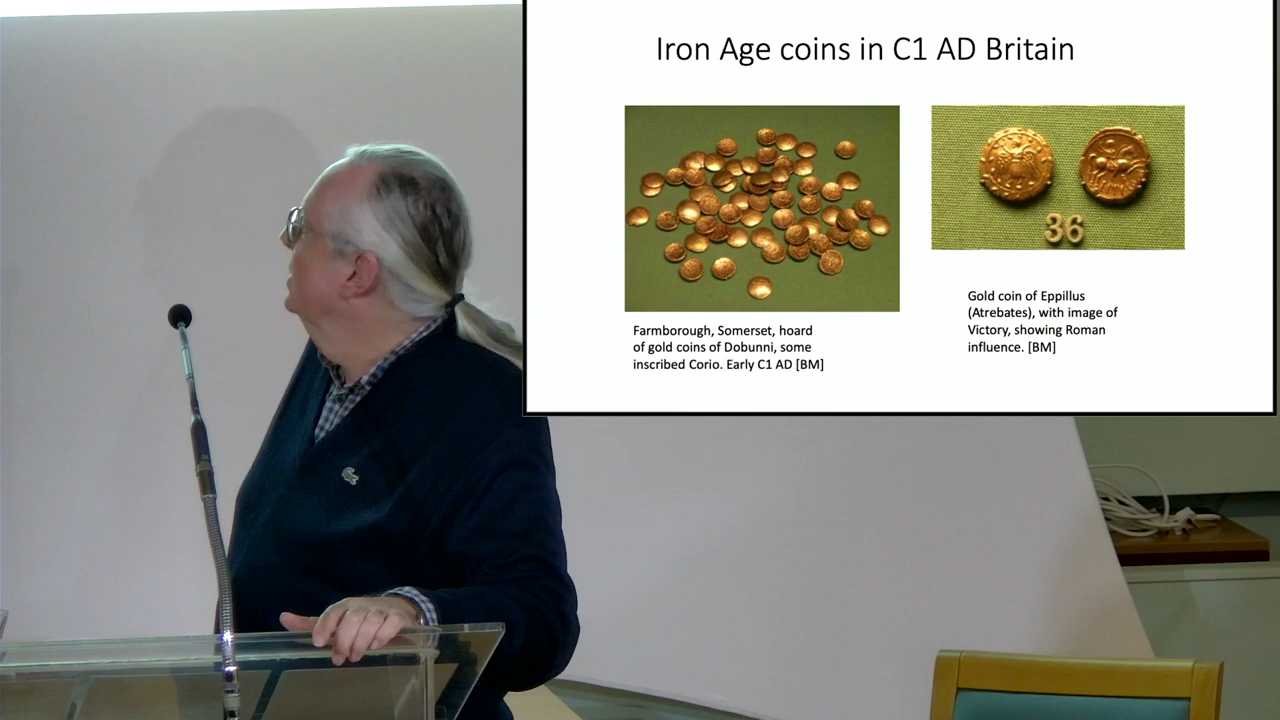 Iron Age coins in C1 AD Britain
36
Farmborough, Somerset, hoard
of gold coins of Dobunni, some
inscribed Corio. Early C1 AD [BM]
Gold coin of Eppillus
(Atrebates), with image of
Victory, showing Roman
influence. [BM]